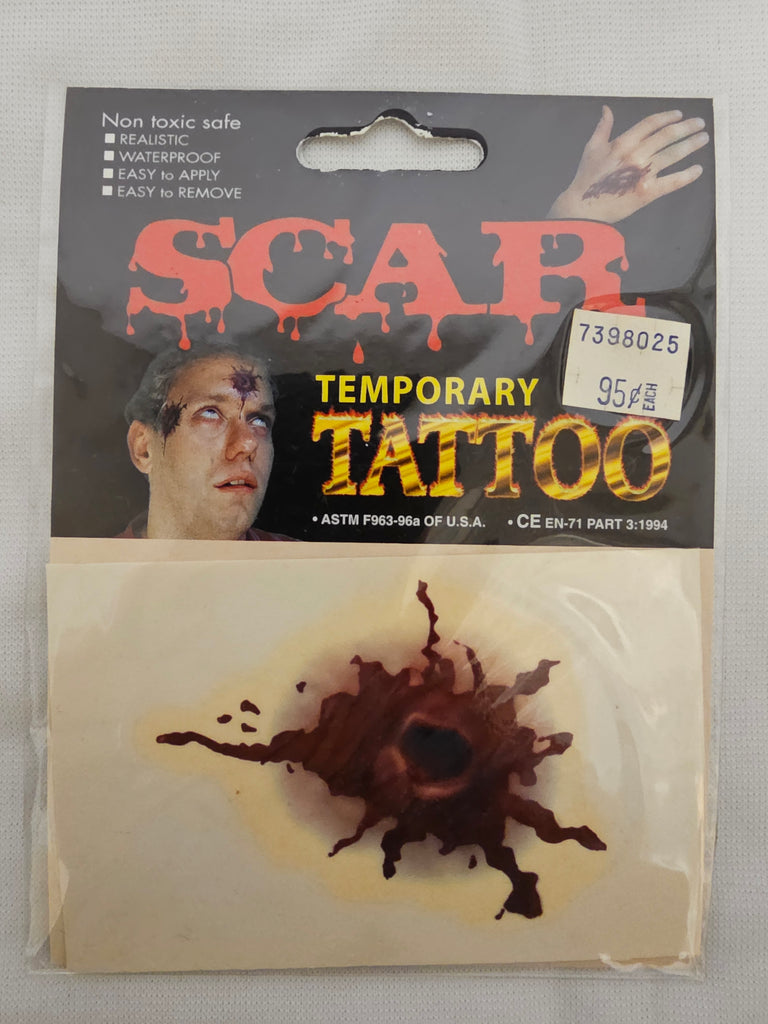 Non toxic safe
REALISTIC
WATERPROOF
EASY to APPLY
EASY to REMOVE
SCAR
7398025
95¢ EACH
TEMPORARY
TATTOO
• ASTM F963-96a OF U.S.A. • CE EN-71 PART 3:1994